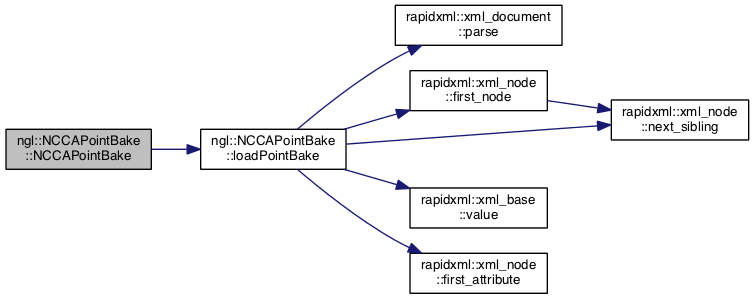 ngl::NCCAPointBake
::NCCAPointBake
ngl::NCCAPointBake
::loadPointBake
rapidxml::xml_document
::parse
rapidxml::xml_node
::first_node
rapidxml::xml_node
::next_sibling
rapidxml::xml_base
::value
rapidxml::xml_node
::first_attribute